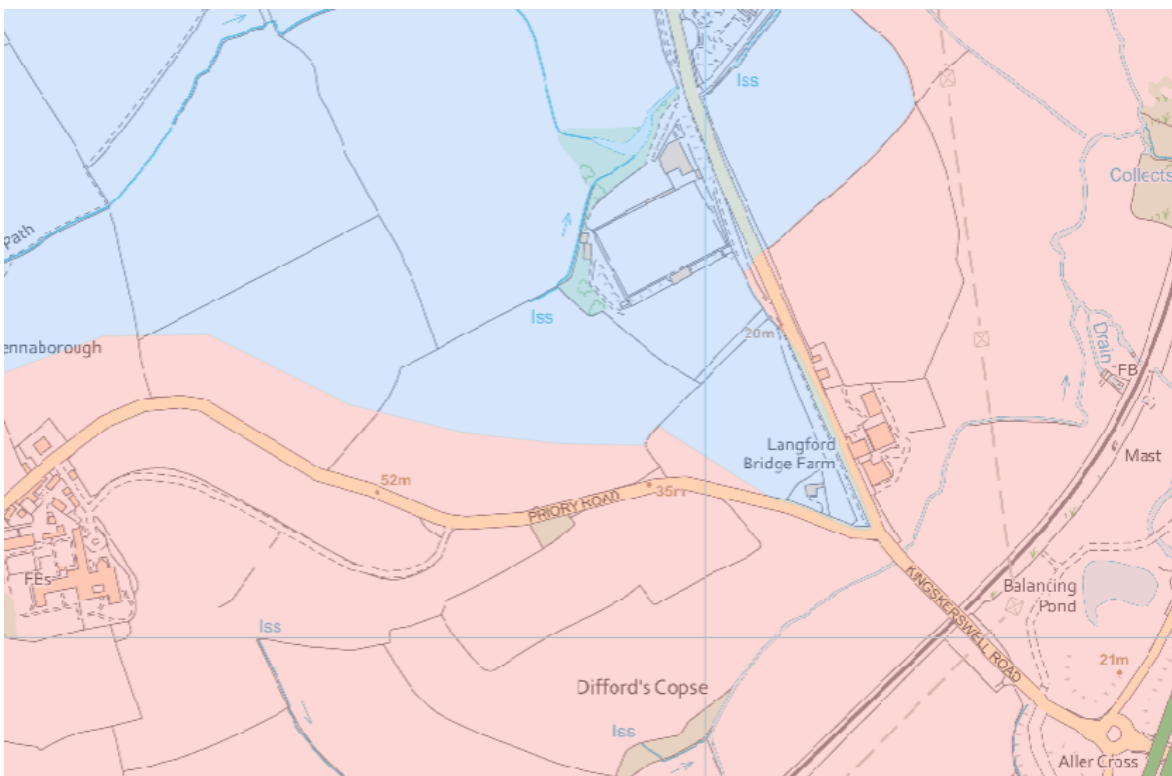 Iss
Collects
Path
Iss
20m
ennaborough
Drain
FB
Langford
Bridge Farm
Mast
52m
PRIORY ROAD
35m
FEs
Balancing
Pond
KINGSKERSWELL ROAD
Iss
21m
Difford's Copse
Iss
Aller Cross